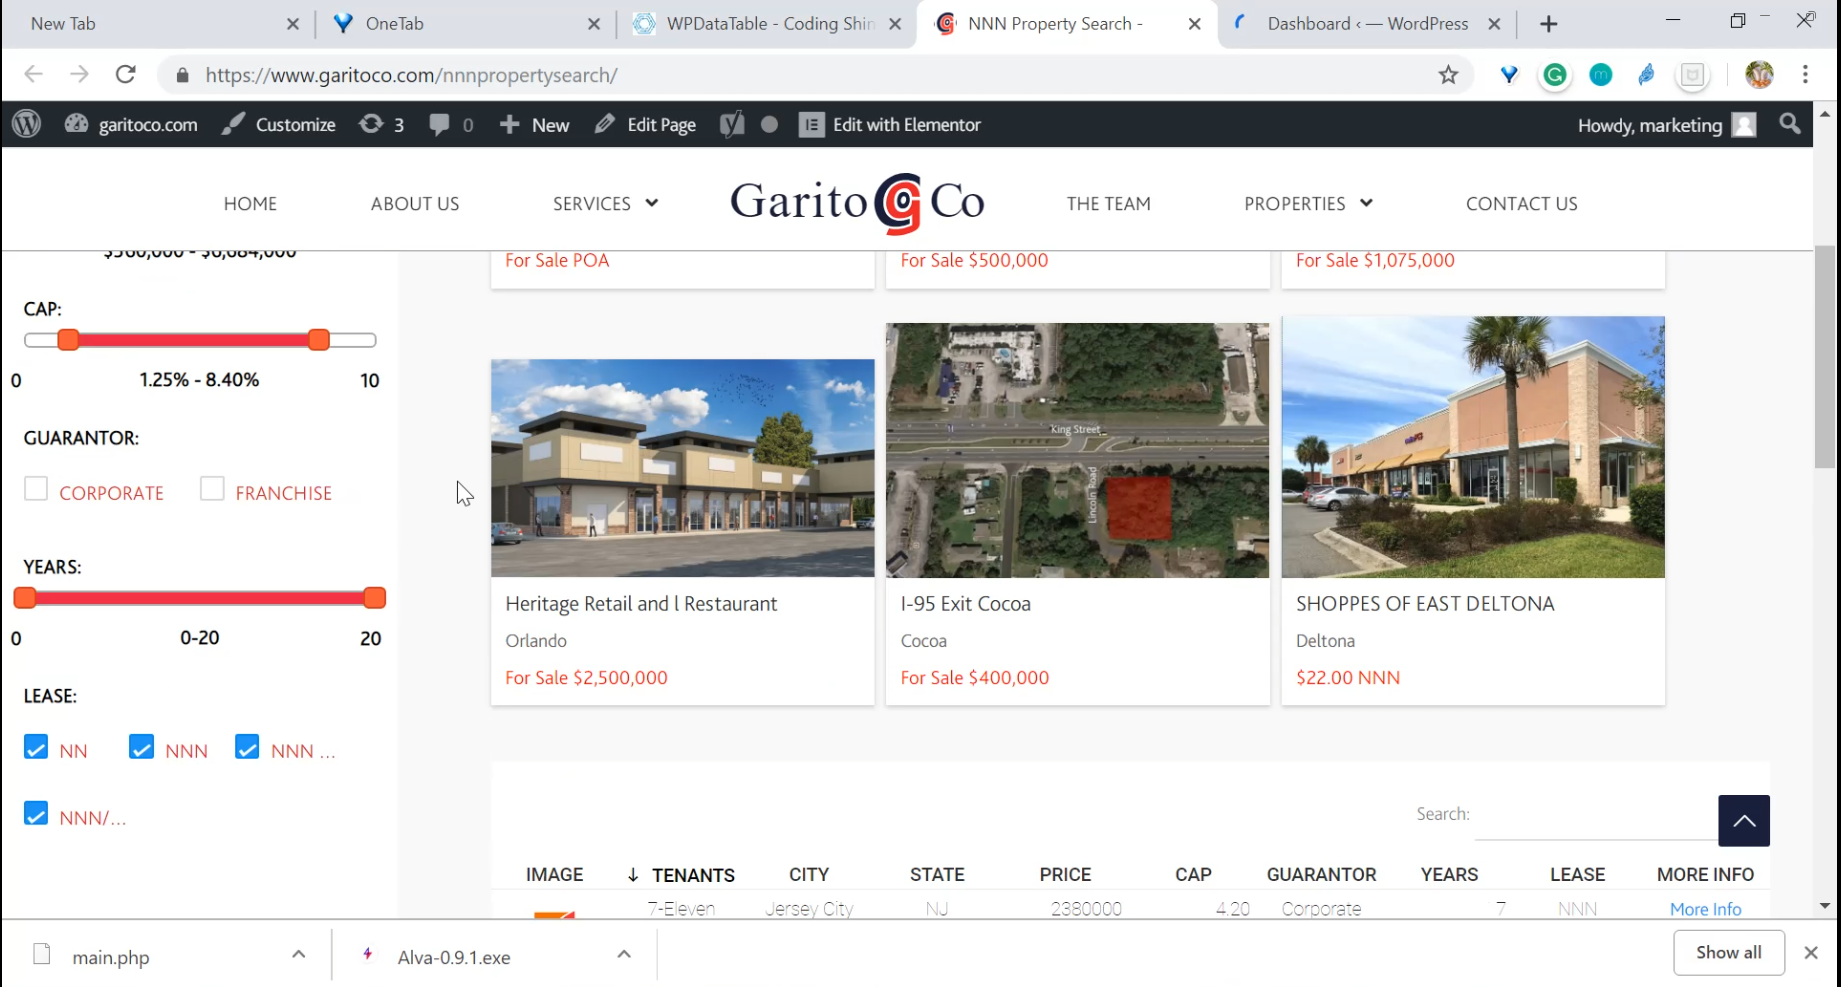 New Tab
OneTab
WPDataTable - Coding Shin
NNN Property Search -
Dashboard ‹ — WordPress
https://www.garitoco.com/nnnpropertysearch/
garitoco.com
Customize
3
0
New
Edit Page
Edit with Elementor
Howdy, marketing
HOME
ABOUT US
SERVICES
Garito Co
THE TEAM
PROPERTIES
CONTACT US
For Sale POA
For Sale $500,000
For Sale $1,075,000
CAP:
0
1.25% - 8.40%
10
GUARANTOR:
CORPORATE
FRANCHISE
YEARS:
0
0-20
20
LEASE:
NN
NNN
NNN ...
NNN/...
King Street
Lincoln Road
Heritage Retail and l Restaurant
Orlando
For Sale $2,500,000
I-95 Exit Cocoa
Cocoa
For Sale $400,000
SHOPPES OF EAST DELTONA
Deltona
$22.00 NNN
Search:
IMAGE
TENANTS
CITY
STATE
PRICE
CAP
GUARANTOR
YEARS
LEASE
MORE INFO
7-Eleven
Jersey City
NJ
2380000
4.20
Corporate
7
NNN
More Info
main.php
Alva-0.9.1.exe
Show all